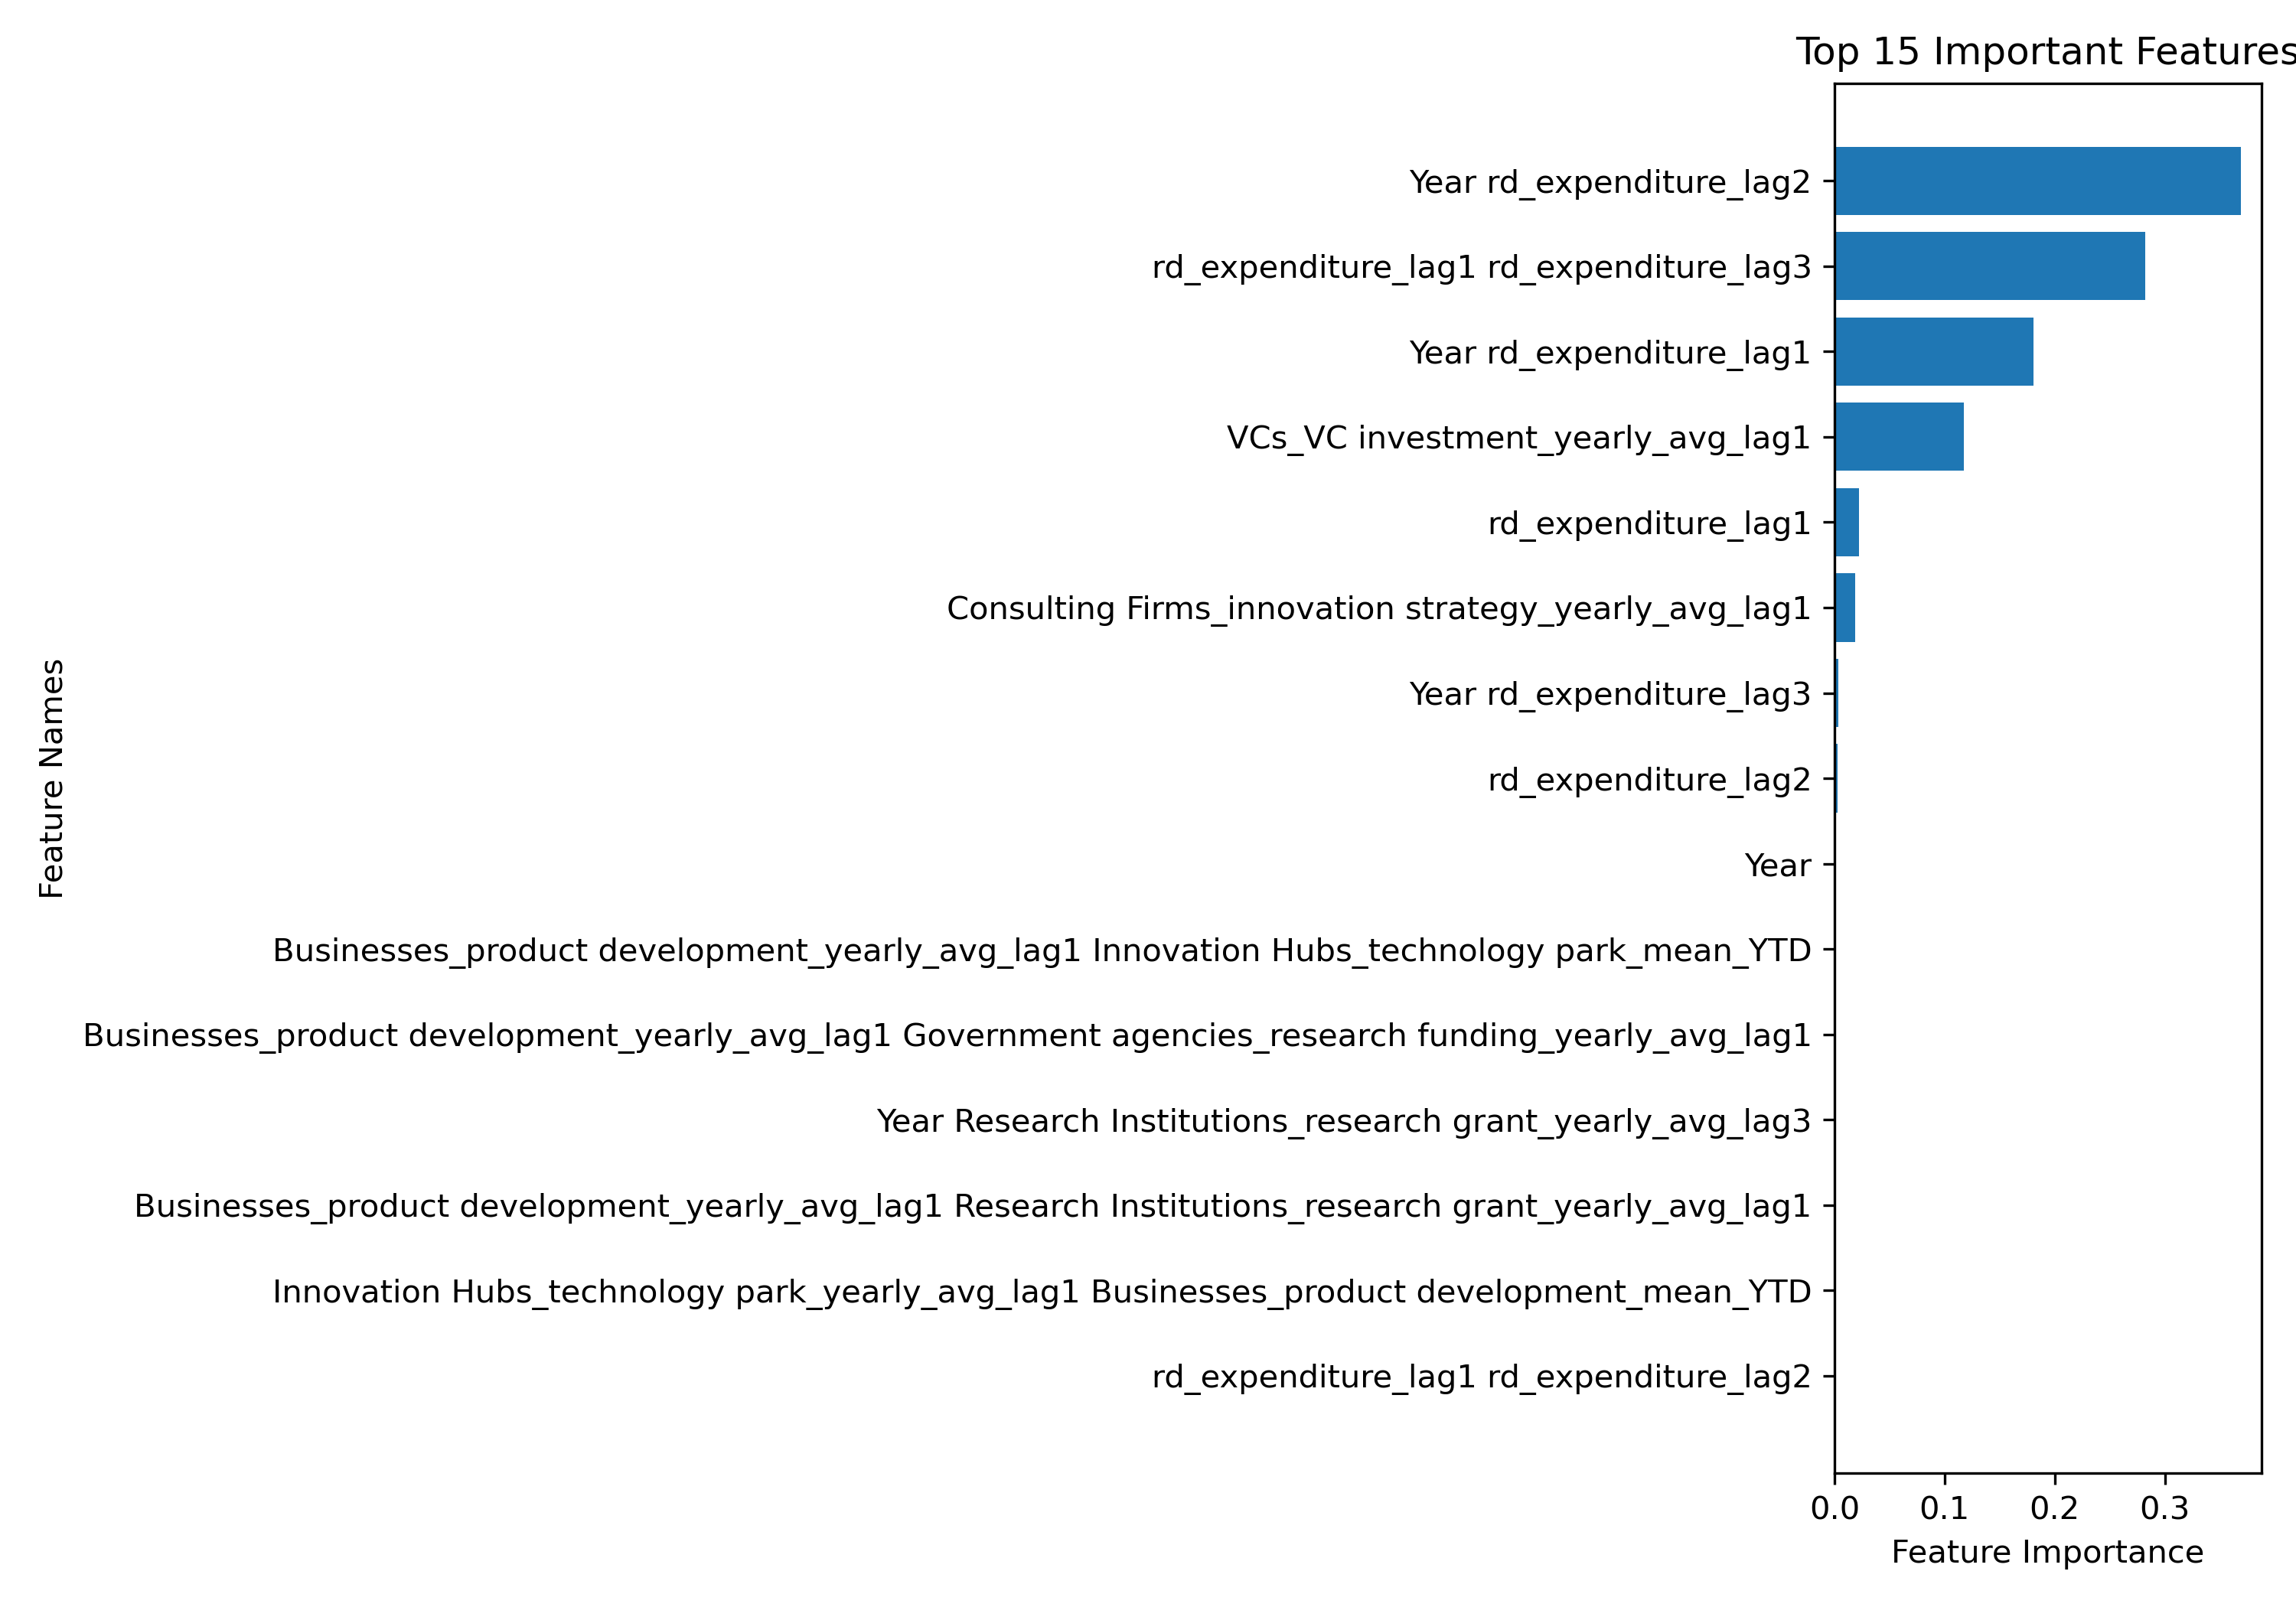 Top 15 Important Features
Year rd_expenditure_lag2
rd_expenditure_lag1 rd_expenditure_lag3
Year rd_expenditure_lag1
VCs_VC investment_yearly_avg_lag1
rd_expenditure_lag1
Consulting Firms_innovation strategy_yearly_avg_lag1
Year rd_expenditure_lag3
rd_expenditure_lag2
Year
Businesses_product development_yearly_avg_lag1 Innovation Hubs_technology park_mean_YTD
Businesses_product development_yearly_avg_lag1 Government agencies_research funding_yearly_avg_lag1
Year Research Institutions_research grant_yearly_avg_lag3
Businesses_product development_yearly_avg_lag1 Research Institutions_research grant_yearly_avg_lag1
Innovation Hubs_technology park_yearly_avg_lag1 Businesses_product development_mean_YTD
rd_expenditure_lag1 rd_expenditure_lag2
Feature Names
0.0 0.1 0.2 0.3
Feature Importance